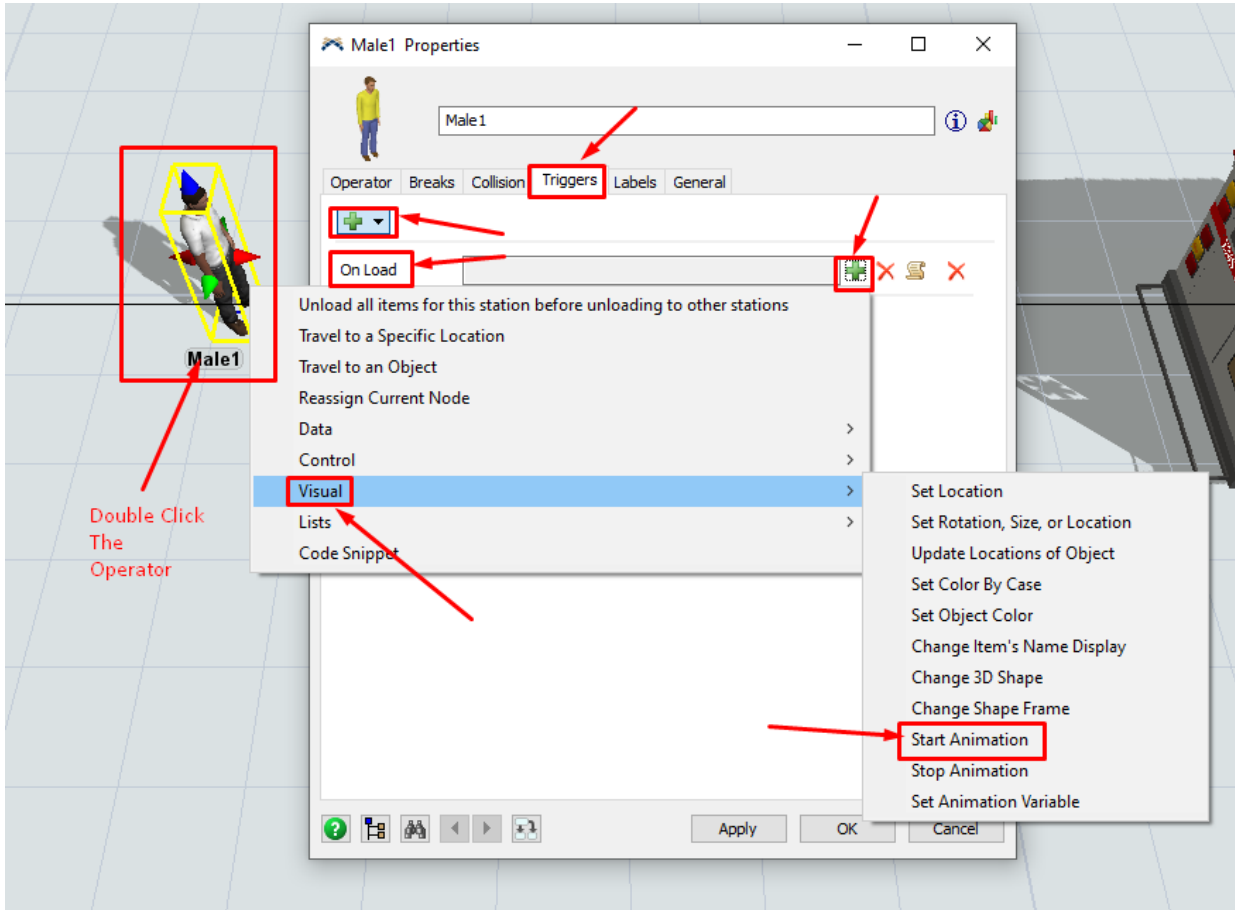 Male1 Properties
Male1
Operator Breaks Collision Triggers Labels General
On Load
Unload all items for this station before unloading to other stations
Travel to a Specific Location
Travel to an Object
Reassign Current Node
Data
Control
Visual
Lists
Code Snippet
Set Location
Set Rotation, Size, or Location
Update Locations of Object
Set Color By Case
Set Object Color
Change Item's Name Display
Change 3D Shape
Change Shape Frame
Start Animation
Stop Animation
Set Animation Variable
Male1
Double Click
The
Operator
Apply OK Cancel